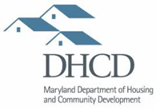 DHCD
Maryland Department of Housing
and Community Development